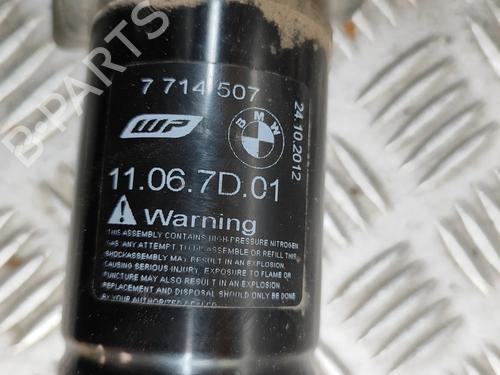 B-PARTS
7 714 507
WP
BMW
24.10.2012
11.06.7D.01
Warning
THIS ASSEMBLY CONTAINS HIGH PRESSURE NITROGEN
GAS ANY ATTEMPT TO DISASSEMBLE OR REFILL THIS
SHOCKASSEMBLY MAY RESULT IN AN EXPLOSION
CAUSING SERIOUS INJURY. EXPOSURE TO FLAME OR
PUNCTURE MAY ALSO RESULT IN AN EXPLOSION
REPLACEMENT AND DISPOSAL SHOULD ONLY BE DONE
BY YOUR AUTHORIZED DEALER